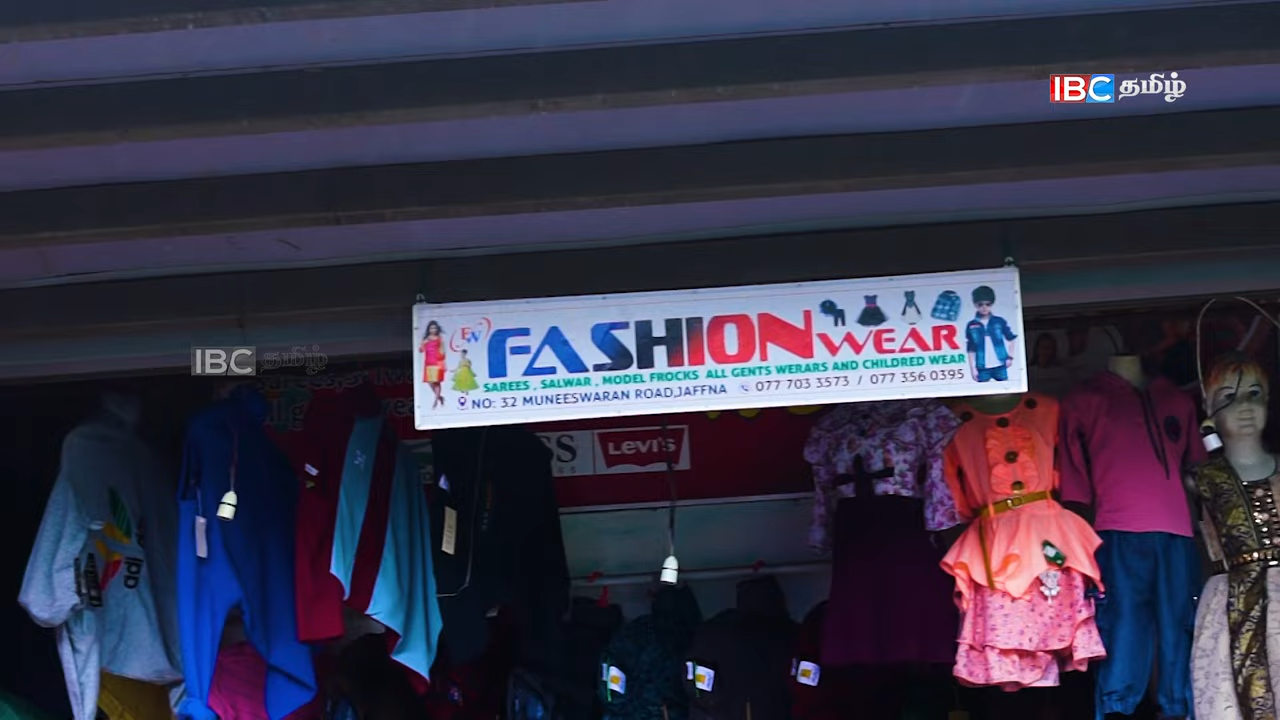 IBC தமிழ்
IBC தமிழ்
FW
FASHION WEAR
SAREES , SALWAR , MODEL FROCKS ALL GENTS WERARS AND CHILDRED WEAR
NO: 32 MUNEESWARAN ROAD,JAFFNA 077 703 3573 / 077 356 0395
LEVI'S